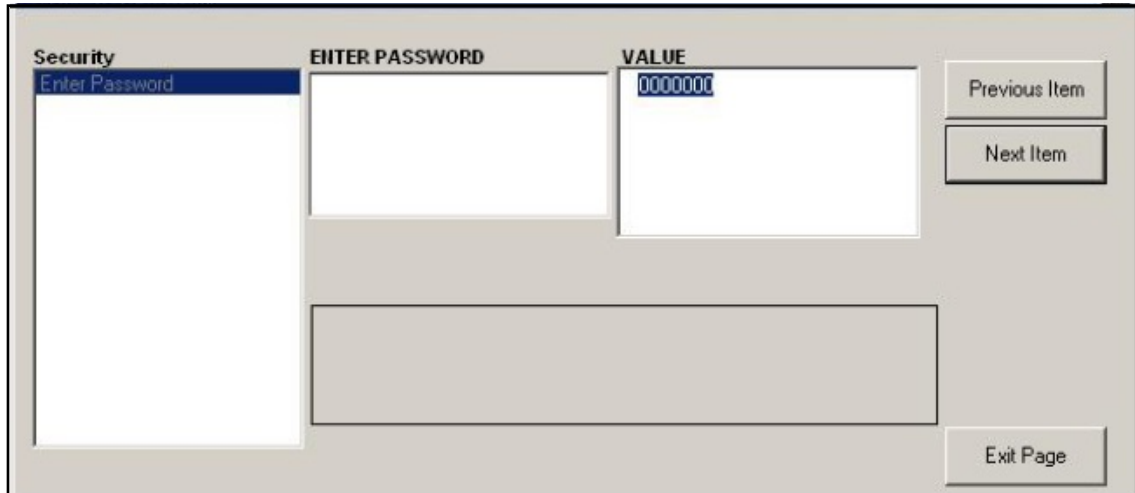 Security
Enter Password
ENTER PASSWORD
VALUE
0000000
Previous Item
Next Item
Exit Page